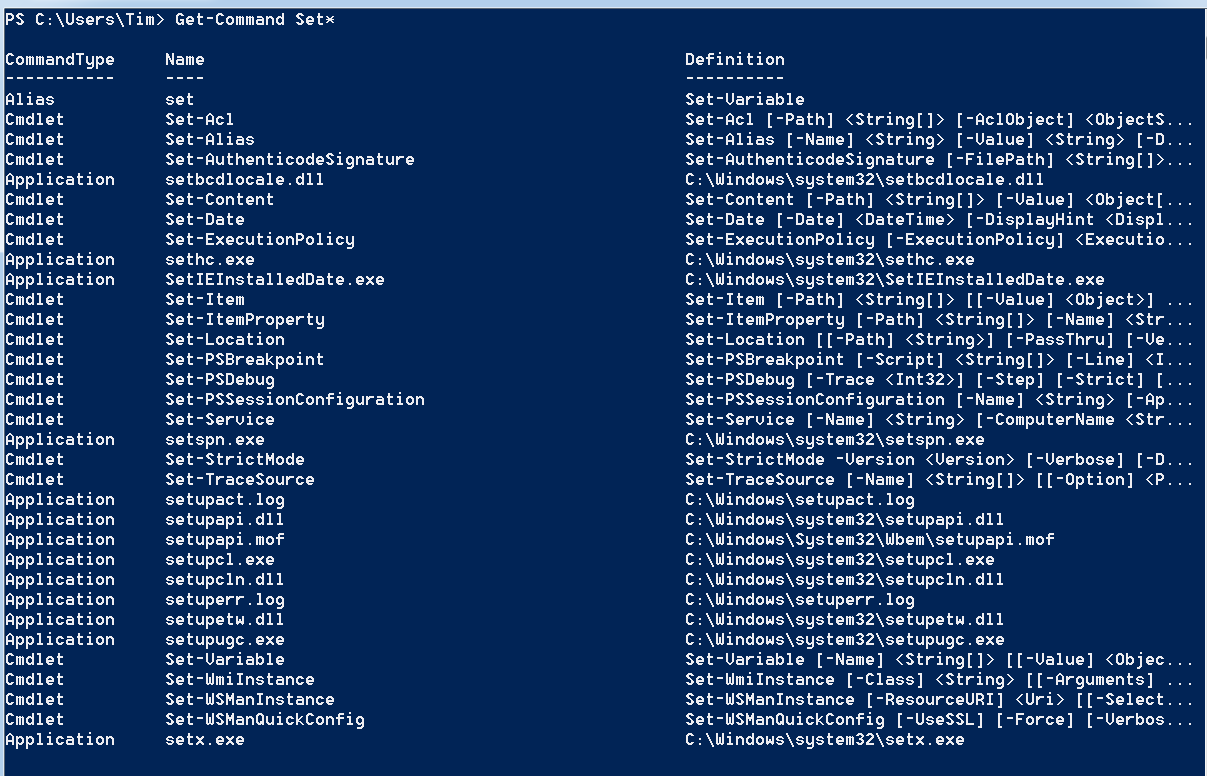 PS C:\Users\Tim> Get-Command Set*
CommandType Name Definition
----------- ---- ----------
Alias set Set-Variable
Cmdlet Set-Acl Set-Acl [-Path] <String[]> [-AclObject] <ObjectS...
Cmdlet Set-Alias Set-Alias [-Name] <String> [-Value] <String> [-D...
Cmdlet Set-AuthenticodeSignature Set-AuthenticodeSignature [-FilePath] <String[]>...
Application setbcdlocale.dll C:\Windows\system32\setbcdlocale.dll
Cmdlet Set-Content Set-Content [-Path] <String[]> [-Value] <Object[...
Cmdlet Set-Date Set-Date [-Date] <DateTime> [-DisplayHint <Displ...
Cmdlet Set-ExecutionPolicy Set-ExecutionPolicy [-ExecutionPolicy] <Executio...
Application sethc.exe C:\Windows\system32\sethc.exe
Application SetIEInstalledDate.exe C:\Windows\system32\SetIEInstalledDate.exe
Cmdlet Set-Item Set-Item [-Path] <String[]> [[-Value] <Object>] ...
Cmdlet Set-ItemProperty Set-ItemProperty [-Path] <String[]> [-Name] <Str...
Cmdlet Set-Location Set-Location [[-Path] <String>] [-PassThru] [-Ve...
Cmdlet Set-PSBreakpoint Set-PSBreakpoint [-Script] <String[]> [-Line] <I...
Cmdlet Set-PSDebug Set-PSDebug [-Trace <Int32>] [-Step] [-Strict] [...
Cmdlet Set-PSSessionConfiguration Set-PSSessionConfiguration [-Name] <String> [-Ap...
Cmdlet Set-Service Set-Service [-Name] <String> [-ComputerName <Str...
Application setspn.exe C:\Windows\system32\setspn.exe
Cmdlet Set-StrictMode Set-StrictMode -Version <Version> [-Verbose] [-D...
Cmdlet Set-TraceSource Set-TraceSource [-Name] <String[]> [[-Option] <P...
Application setupact.log C:\Windows\setupact.log
Application setupapi.dll C:\Windows\system32\setupapi.dll
Application setupapi.mof C:\Windows\System32\Wbem\setupapi.mof
Application setupcl.exe C:\Windows\system32\setupcl.exe
Application setupcln.dll C:\Windows\system32\setupcln.dll
Application setuperr.log C:\Windows\setuperr.log
Application setupetw.dll C:\Windows\system32\setupetw.dll
Application setupugc.exe C:\Windows\system32\setupugc.exe
Cmdlet Set-Variable Set-Variable [-Name] <String[]> [[-Value] <Objec...
Cmdlet Set-WmiInstance Set-WmiInstance [-Class] <String> [[-Arguments] ...
Cmdlet Set-WSManInstance Set-WSManInstance [-ResourceURI] <Uri> [[-Select...
Cmdlet Set-WSManQuickConfig Set-WSManQuickConfig [-UseSSL] [-Force] [-Verbos...
Application setx.exe C:\Windows\system32\setx.exe